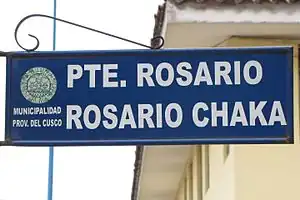 PTE. ROSARIO
ROSARIO CHAKA
MUNICIPALIDAD
PROV. DEL CUSCO